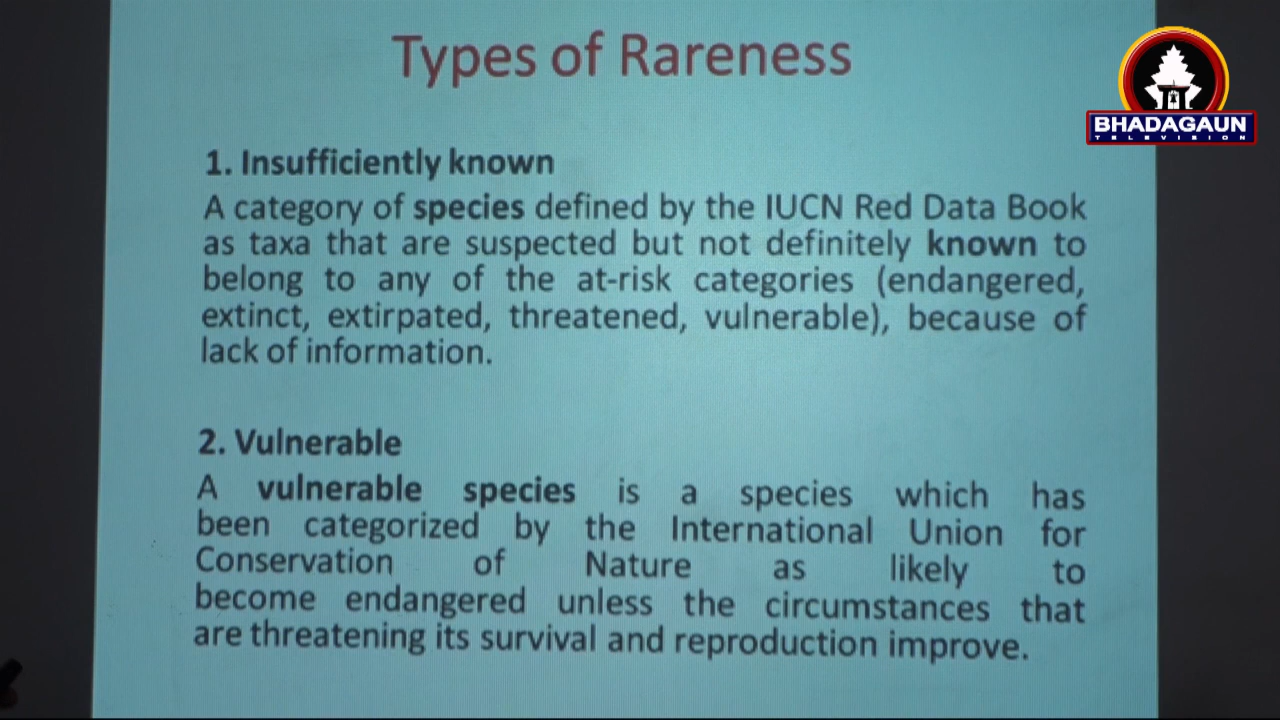 Types of Rareness
BHADAGAUN
TELEVISION
1. Insufficiently known
A category of species defined by the IUCN Red Data Book
as taxa that are suspected but not definitely known to
belong to any of the at-risk categories (endangered,
extinct, extirpated, threatened, vulnerable), because of
lack of information.
2. Vulnerable
A vulnerable species is a species which has
been categorized by the International Union for
Conservation of Nature as likely to
become endangered unless the circumstances that
are threatening its survival and reproduction improve.